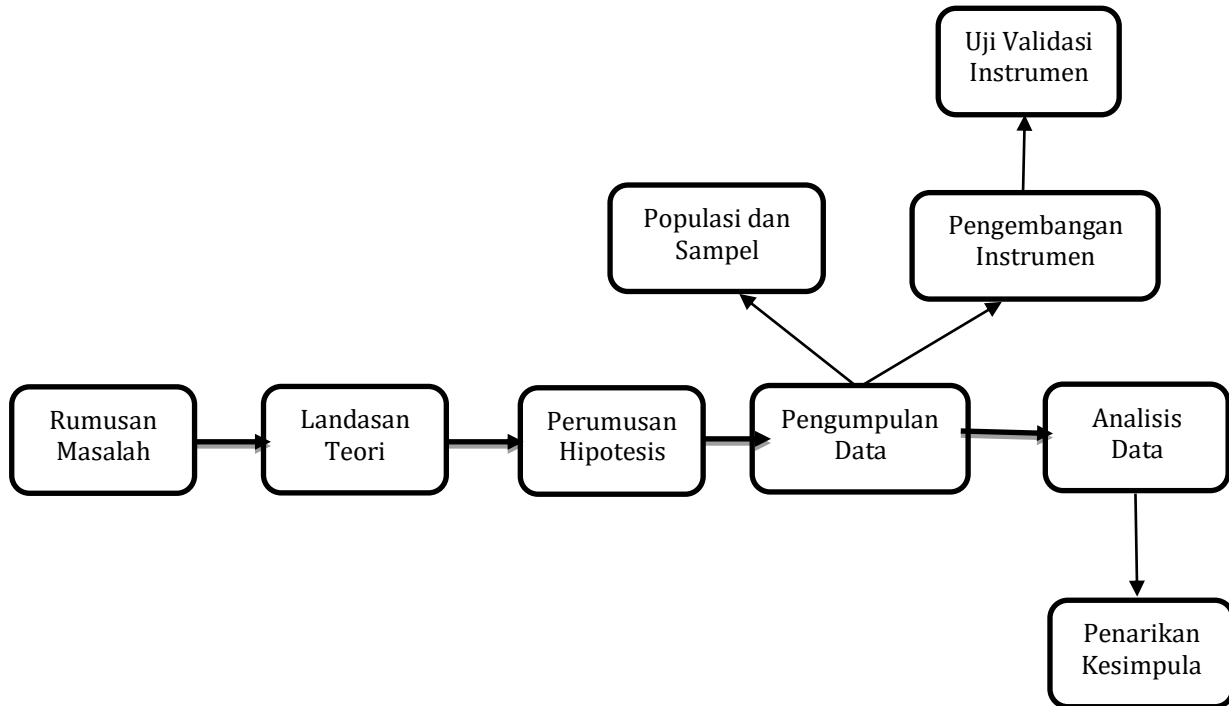 Uji Validasi
Instrumen
Populasi dan
Sampel
Pengembangan
Instrumen
Rumusan
Masalah
Landasan
Teori
Perumusan
Hipotesis
Pengumpulan
Data
Analisis
Data
Penarikan
Kesimpula